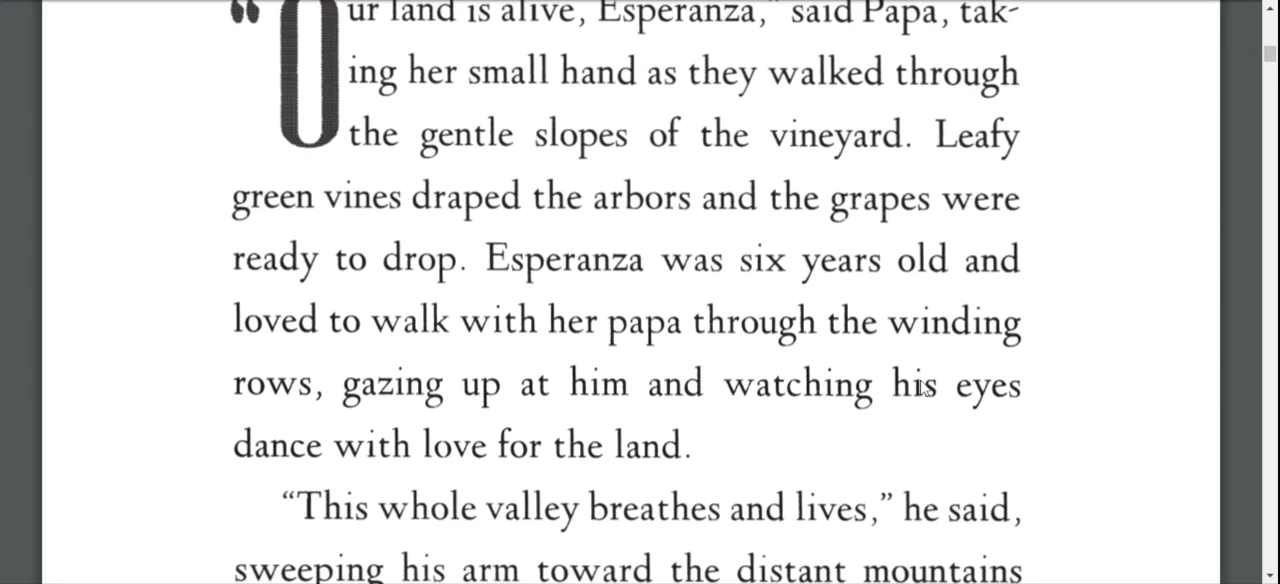 “Our land is alive, Esperanza,” said Papa, tak-
ing her small hand as they walked through
the gentle slopes of the vineyard. Leafy
green vines draped the arbors and the grapes were
ready to drop. Esperanza was six years old and
loved to walk with her papa through the winding
rows, gazing up at him and watching his eyes
dance with love for the land.
“This whole valley breathes and lives,” he said,
sweeping his arm toward the distant mountains